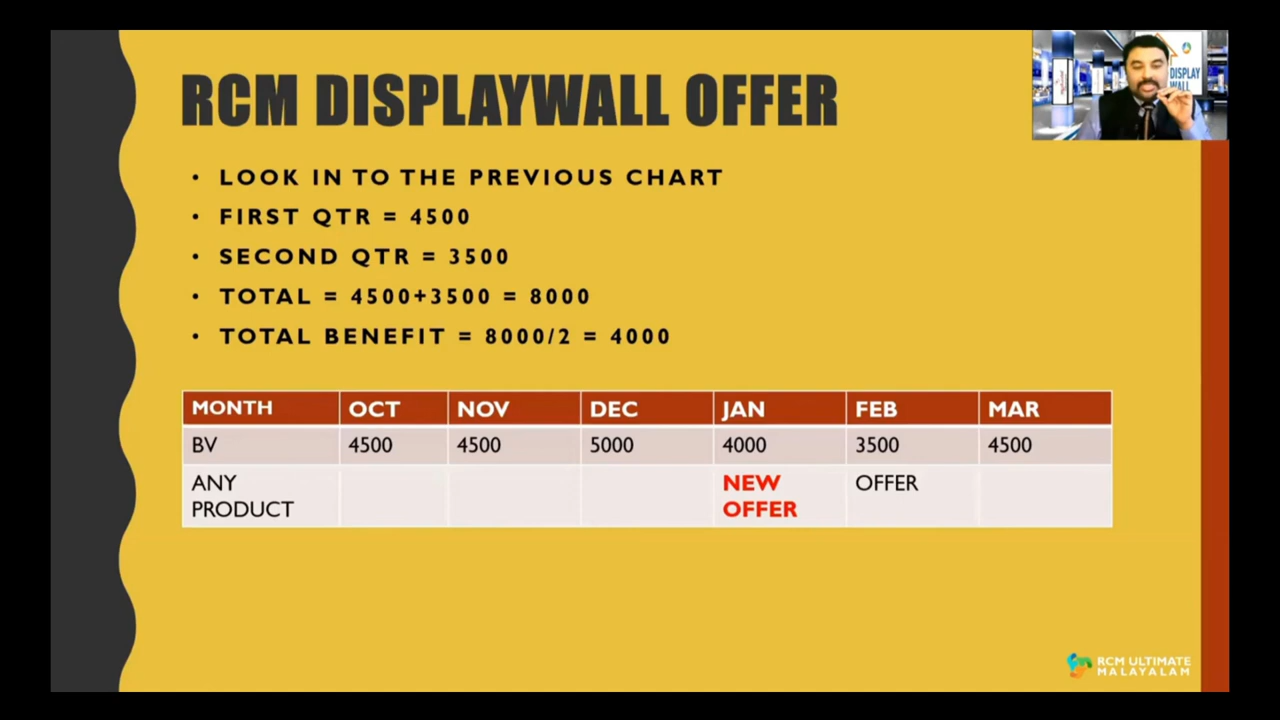 RCM DISPLAYWALL OFFER
DISPLAY
WALL
• LOOK IN TO THE PREVIOUS CHART
• FIRST QTR = 4500
• SECOND QTR = 3500
• TOTAL = 4500+3500 = 8000
• TOTAL BENEFIT = 8000/2 = 4000
MONTH OCT NOV DEC JAN FEB MAR
BV 4500 4500 5000 4000 3500 4500
ANY PRODUCT NEW OFFER OFFER
RCM ULTIMATE
MALAYALAM